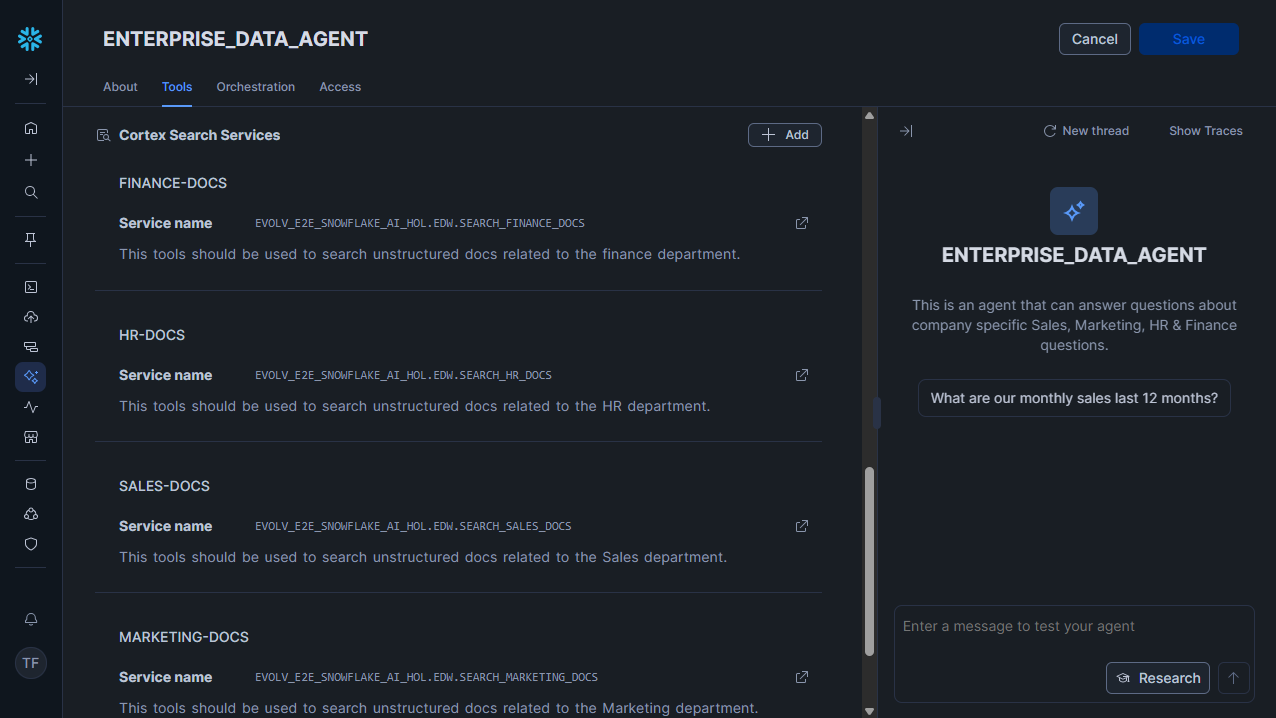 ENTERPRISE_DATA_AGENT
Cancel
Save
About
Tools
Orchestration
Access
Cortex Search Services
Add
FINANCE-DOCS
Service name
EVOLV_E2E_SNOWFLAKE_AI_HOL.EDW.SEARCH_FINANCE_DOCS
This tools should be used to search unstructured docs related to the finance department.
HR-DOCS
Service name
EVOLV_E2E_SNOWFLAKE_AI_HOL.EDW.SEARCH_HR_DOCS
This tools should be used to search unstructured docs related to the HR department.
SALES-DOCS
Service name
EVOLV_E2E_SNOWFLAKE_AI_HOL.EDW.SEARCH_SALES_DOCS
This tools should be used to search unstructured docs related to the Sales department.
MARKETING-DOCS
Service name
EVOLV_E2E_SNOWFLAKE_AI_HOL.EDW.SEARCH_MARKETING_DOCS
This tools should be used to search unstructured docs related to the Marketing department.
New thread
Show Traces
ENTERPRISE_DATA_AGENT
This is an agent that can answer questions about
company specific Sales, Marketing, HR & Finance
questions.
What are our monthly sales last 12 months?
Enter a message to test your agent
Research
TF